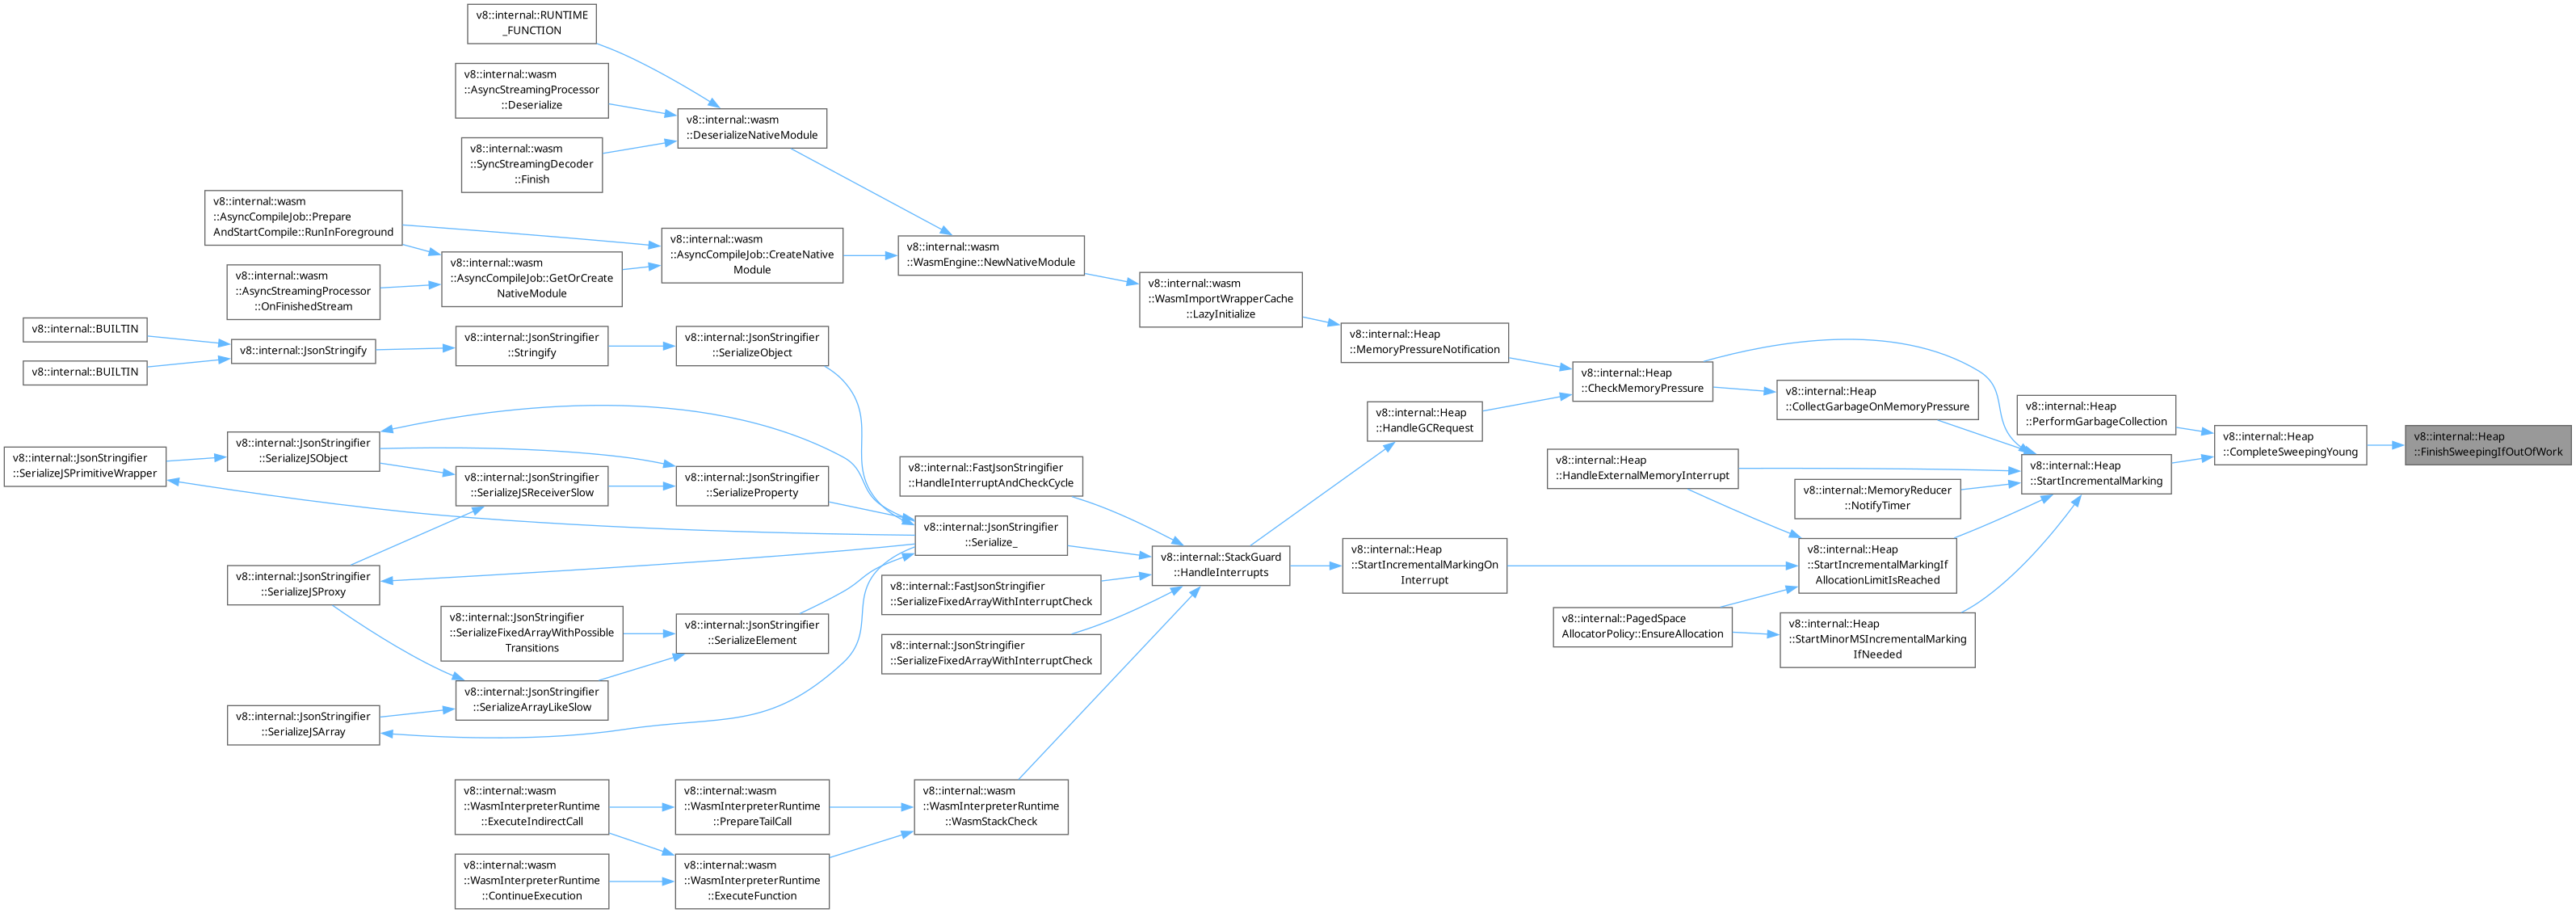 v8::internal::RUNTIME
_FUNCTION
v8::internal::wasm
::AsyncStreamingProcessor
::Deserialize
v8::internal::wasm
::DeserializeNativeModule
v8::internal::wasm
::SyncStreamingDecoder
::Finish
v8::internal::wasm
::AsyncCompileJob::Prepare
AndStartCompile::RunInForeground
v8::internal::wasm
::AsyncCompileJob::CreateNative
Module
v8::internal::wasm
::WasmEngine::NewNativeModule
v8::internal::wasm
::AsyncCompileJob::GetOrCreate
NativeModule
v8::internal::wasm
::AsyncStreamingProcessor
::OnFinishedStream
v8::internal::wasm
::WasmImportWrapperCache
::LazyInitialize
v8::internal::BUILTIN
v8::internal::JsonStringify
v8::internal::JsonStringifier
::Stringify
v8::internal::JsonStringifier
::SerializeObject
v8::internal::Heap
::MemoryPressureNotification
v8::internal::BUILTIN
v8::internal::Heap
::CheckMemoryPressure
v8::internal::Heap
::CollectGarbageOnMemoryPressure
v8::internal::Heap
::HandleGCRequest
v8::internal::Heap
::PerformGarbageCollection
v8::internal::JsonStringifier
::SerializeJSPrimitiveWrapper
v8::internal::JsonStringifier
::SerializeJSObject
v8::internal::JsonStringifier
::SerializeJSReceiverSlow
v8::internal::JsonStringifier
::SerializeProperty
v8::internal::FastJsonStringifier
::HandleInterruptAndCheckCycle
v8::internal::Heap
::HandleExternalMemoryInterrupt
v8::internal::MemoryReducer
::NotifyTimer
v8::internal::Heap
::StartIncrementalMarking
v8::internal::Heap
::CompleteSweepingYoung
v8::internal::Heap
::FinishSweepingIfOutOfWork
v8::internal::JsonStringifier
::Serialize_
v8::internal::StackGuard
::HandleInterrupts
v8::internal::Heap
::StartIncrementalMarkingOn
Interrupt
v8::internal::Heap
::StartIncrementalMarkingIf
AllocationLimitIsReached
v8::internal::JsonStringifier
::SerializeJSProxy
v8::internal::FastJsonStringifier
::SerializeFixedArrayWithInterruptCheck
v8::internal::JsonStringifier
::SerializeFixedArrayWithPossible
Transitions
v8::internal::JsonStringifier
::SerializeElement
v8::internal::JsonStringifier
::SerializeFixedArrayWithInterruptCheck
v8::internal::PagedSpace
AllocatorPolicy::EnsureAllocation
v8::internal::Heap
::StartMinorMSIncrementalMarking
IfNeeded
v8::internal::JsonStringifier
::SerializeArrayLikeSlow
v8::internal::JsonStringifier
::SerializeJSArray
v8::internal::wasm
::WasmInterpreterRuntime
::ExecuteIndirectCall
v8::internal::wasm
::WasmInterpreterRuntime
::PrepareTailCall
v8::internal::wasm
::WasmInterpreterRuntime
::WasmStackCheck
v8::internal::wasm
::WasmInterpreterRuntime
::ContinueExecution
v8::internal::wasm
::WasmInterpreterRuntime
::ExecuteFunction